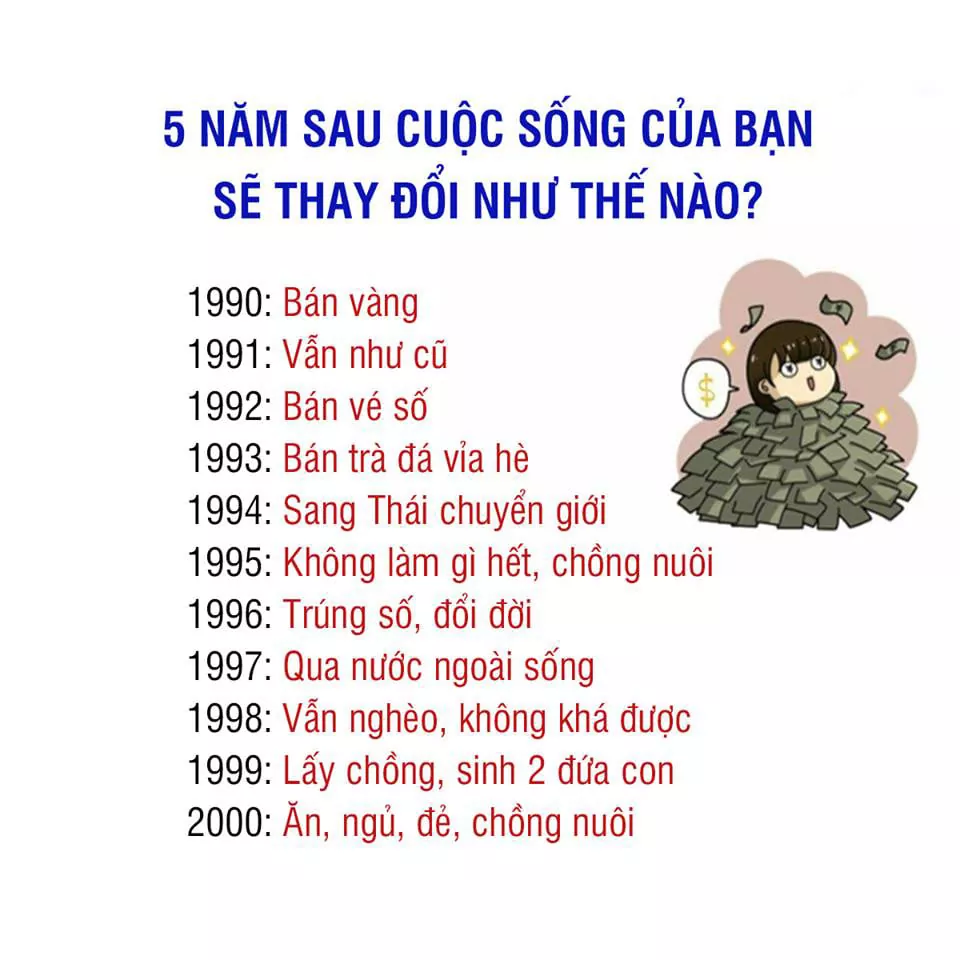 5 NĂM SAU CUỘC SỐNG CỦA BẠN
SẼ THAY ĐỔI NHƯ THẾ NÀO?
1990: Bán vàng
1991: Vẫn như cũ
1992: Bán vé số
1993: Bán trà đá vỉa hè
1994: Sang Thái chuyển giới
1995: Không làm gì hết, chồng nuôi
1996: Trúng số, đổi đời
1997: Qua nước ngoài sống
1998: Vẫn nghèo, không khá được
1999: Lấy chồng, sinh 2 đứa con
2000: Ăn, ngủ, đẻ, chồng nuôi
$